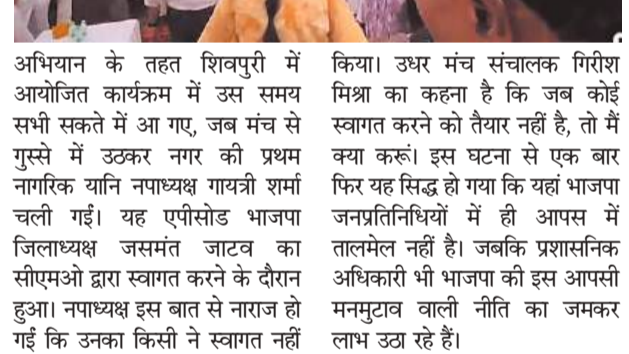 अभियान के तहत शिवपुरी में
आयोजित कार्यक्रम में उस समय
सभी सकते में आ गए, जब मंच से
गुस्से में उठकर नगर की प्रथम
नागरिक यानि नपाध्यक्ष गायत्री शर्मा
चली गईं। यह एपीसोड भाजपा
जिलाध्यक्ष जसमंत जाटव का
सीएमओ द्वारा स्वागत करने के दौरान
हुआ। नपाध्यक्ष इस बात से नाराज हो
गईं कि उनका किसी ने स्वागत नहीं
किया। उधर मंच संचालक गिरीश
मिश्रा का कहना है कि जब कोई
स्वागत करने को तैयार नहीं है, तो मैं
क्या करूं। इस घटना से एक बार
फिर यह सिद्ध हो गया कि यहां भाजपा
जनप्रतिनिधियों में ही आपस में
तालमेल नहीं है। जबकि प्रशासनिक
अधिकारी भी भाजपा की इस आपसी
मनमुटाव वाली नीति का जमकर
लाभ उठा रहे हैं।